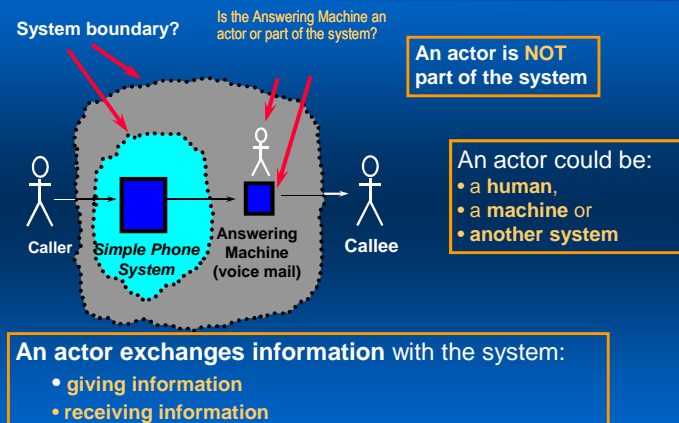 System boundary?
Is the Answering Machine an
actor or part of the system?
An actor is NOT
part of the system
An actor could be:
• a human,
• a machine or
• another system
Caller
Simple Phone
System
Answering
Machine
(voice mail)
Callee
An actor exchanges information with the system:
• giving information
• receiving information